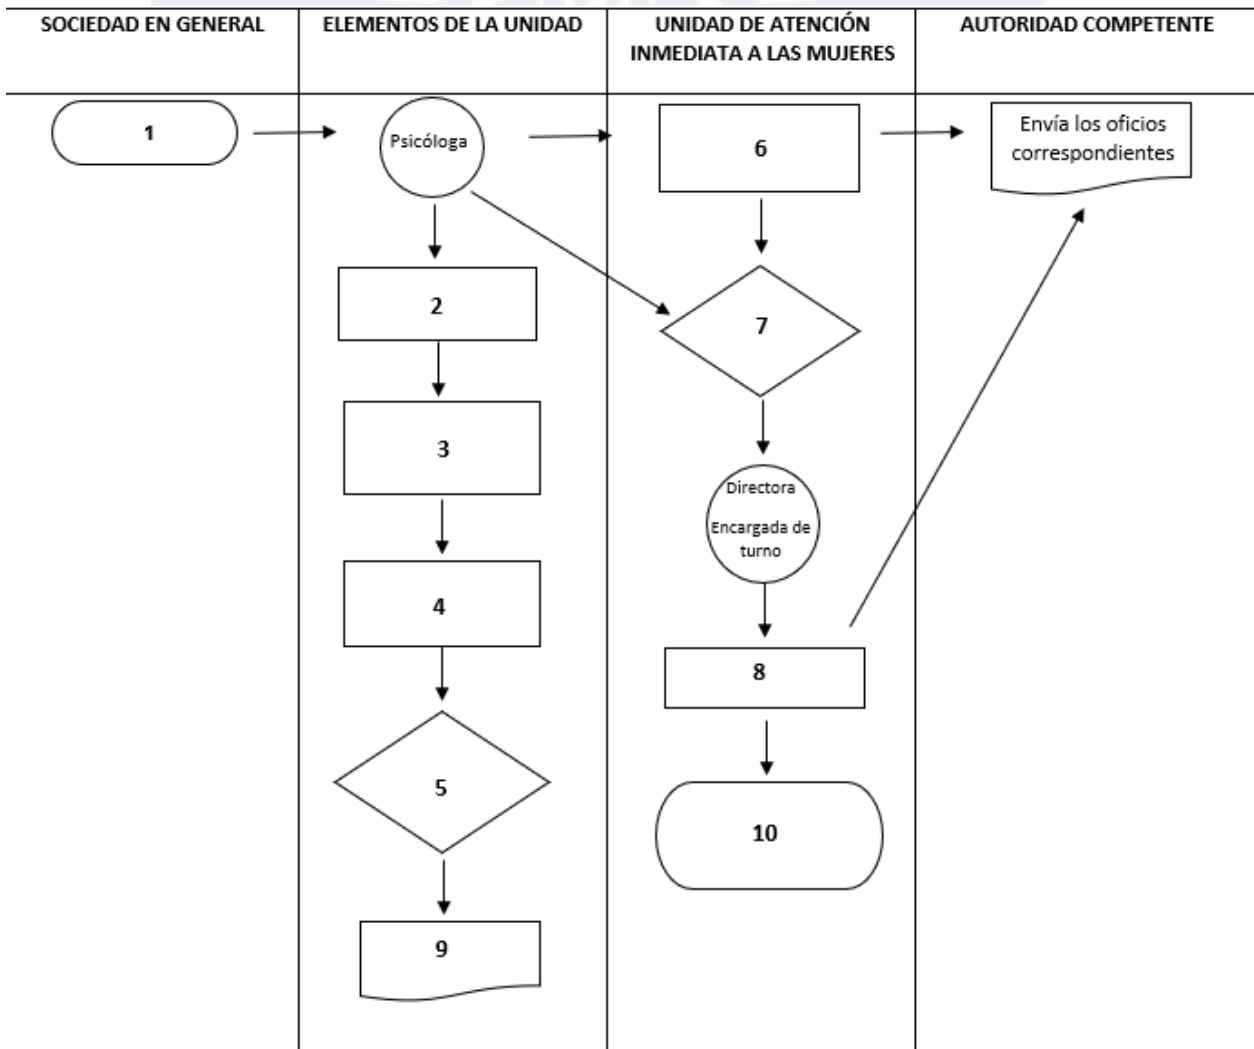 SOCIEDAD EN GENERAL
ELEMENTOS DE LA UNIDAD
UNIDAD DE ATENCIÓN
INMEDIATA A LAS MUJERES
AUTORIDAD COMPETENTE
1
Psicóloga
6
Envía los oficios
correspondientes
2
7
3
Directora
Encargada de
turno
4
8
5
10
9